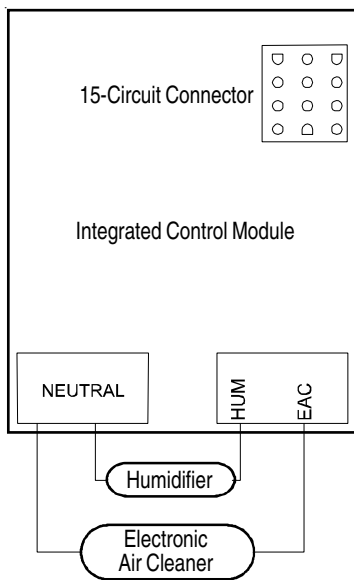 15-Circuit Connector
Integrated Control Module
NEUTRAL
HUM
EAC
Humidifier
Electronic
Air Cleaner